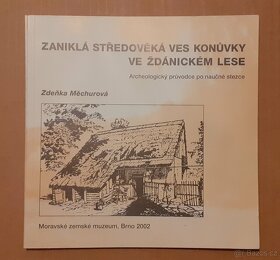 ZANIKLÁ STŘEDOVĚKÁ VES KONŮVKY
VE ŽDÁNICKÉM LESE
Archeologický průvodce po naučné stezce
Zdeňka Měchurová
Moravské zemské muzeum, Brno 2002